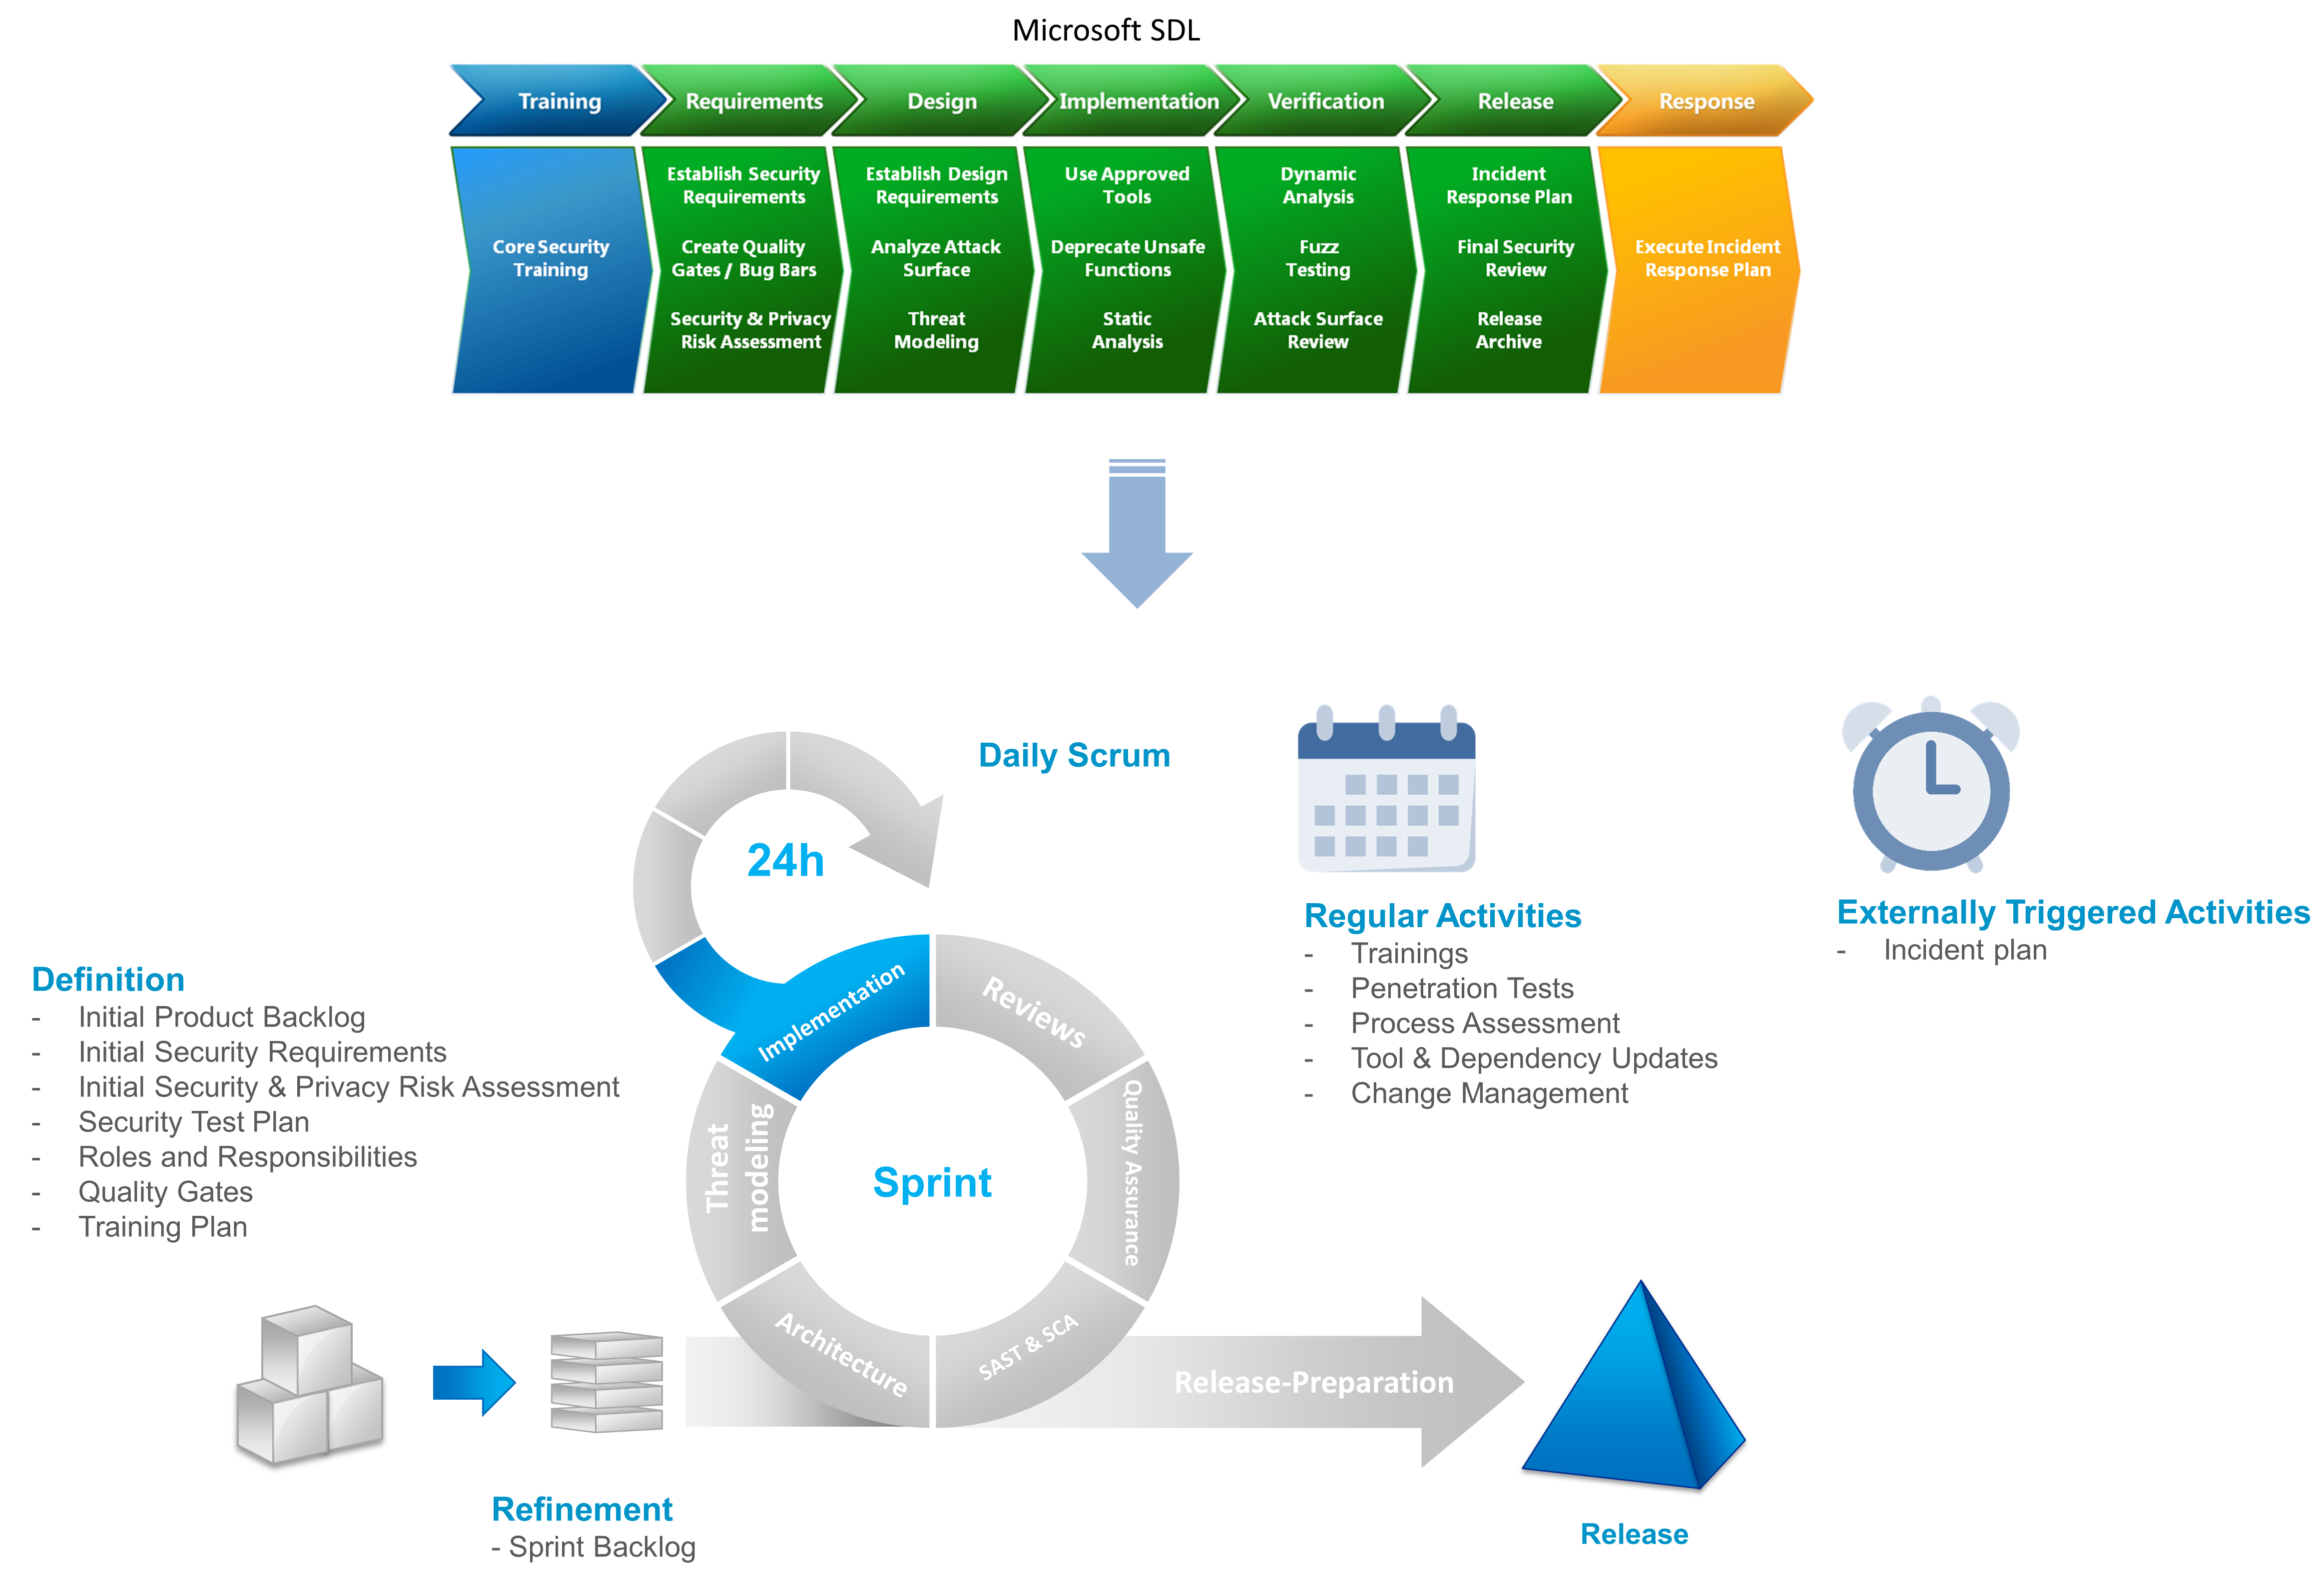 Microsoft SDL
Training
Requirements
Design
Implementation
Verification
Release
Response
Core Security
Training
Establish Security
Requirements
Create Quality
Gates / Bug Bars
Security & Privacy
Risk Assessment
Establish Design
Requirements
Analyze Attack
Surface
Threat
Modeling
Use Approved
Tools
Deprecate Unsafe
Functions
Static
Analysis
Dynamic
Analysis
Fuzz
Testing
Attack Surface
Review
Incident
Response Plan
Final Security
Review
Release
Archive
Execute Incident
Response Plan
Daily Scrum
24h
Definition
- Initial Product Backlog
- Initial Security Requirements
- Initial Security & Privacy Risk Assessment
- Security Test Plan
- Roles and Responsibilities
- Quality Gates
- Training Plan
Implementation
Reviews
Quality Assurance
SAST & SCA
Architecture
Threat
modeling
Sprint
Regular Activities
- Trainings
- Penetration Tests
- Process Assessment
- Tool & Dependency Updates
- Change Management
Externally Triggered Activities
- Incident plan
Release-Preparation
Refinement
- Sprint Backlog
Release